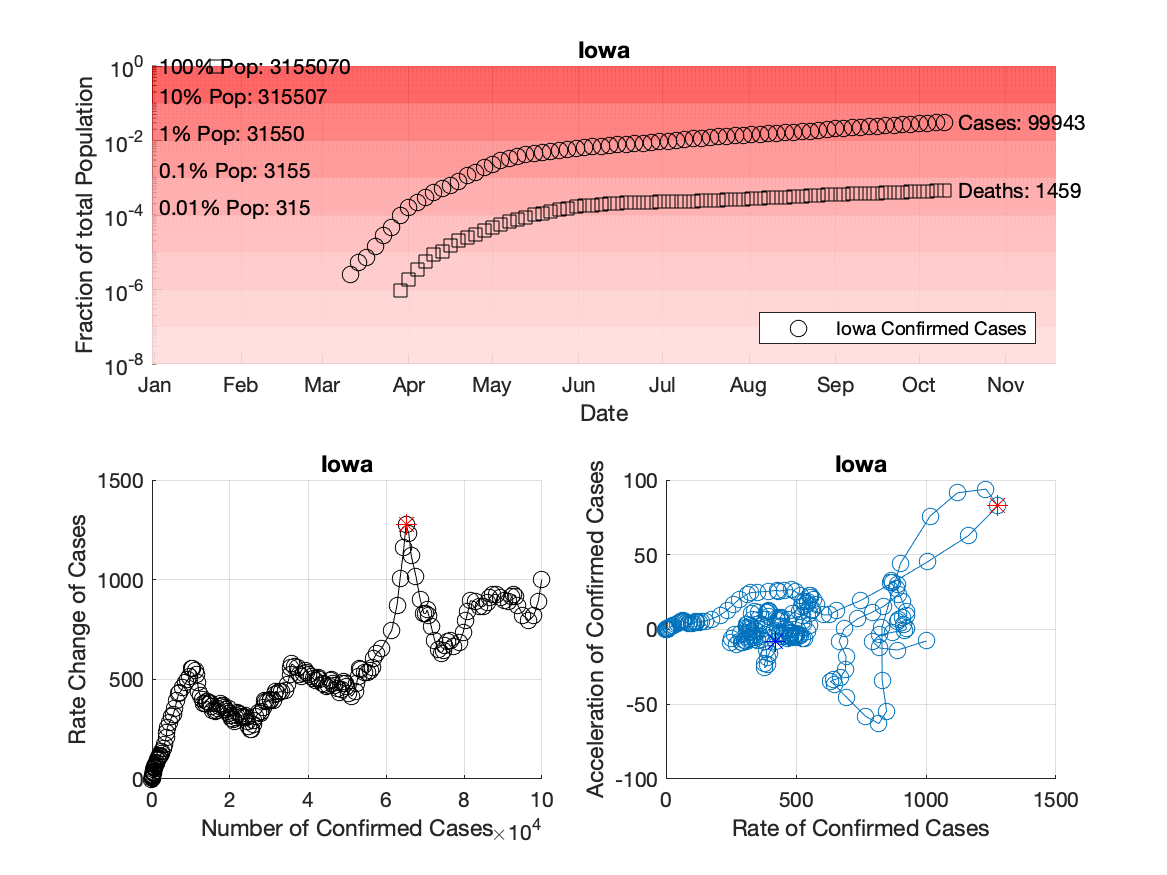 Iowa
100% Pop: 3155070
10% Pop: 315507
1% Pop: 31550
0.1% Pop: 3155
0.01% Pop: 315
Cases: 99943
Deaths: 1459
Iowa Confirmed Cases
Fraction of total Population
10^0
10^-2
10^-4
10^-6
10^-8
Jan Feb Mar Apr May Jun Jul Aug Sep Oct Nov
Date
Iowa
Rate Change of Cases
1500
1000
500
0
0 2 4 6 8 10
Number of Confirmed Cases ×10^4
Iowa
Acceleration of Confirmed Cases
100
50
0
-50
-100
0 500 1000 1500
Rate of Confirmed Cases